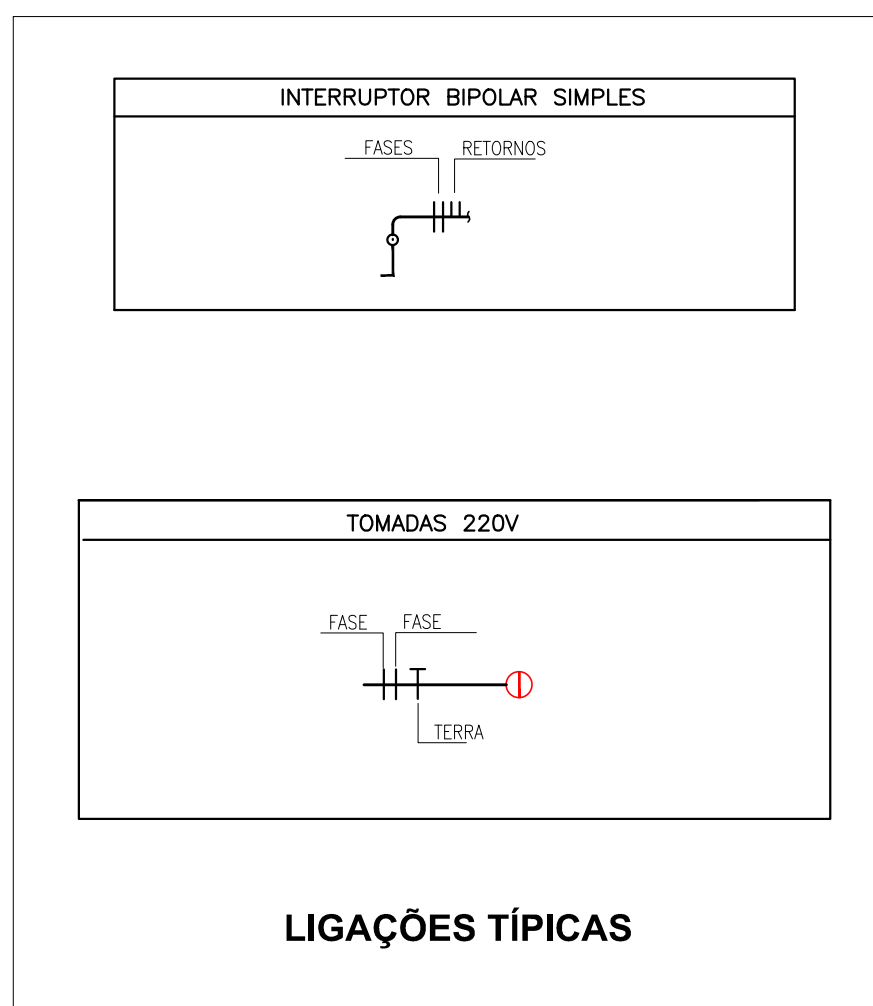 INTERRUPTOR BIPOLAR SIMPLES
FASES RETORNOS
TOMADAS 220V
FASE FASE
TERRA
LIGAÇÕES TÍPICAS